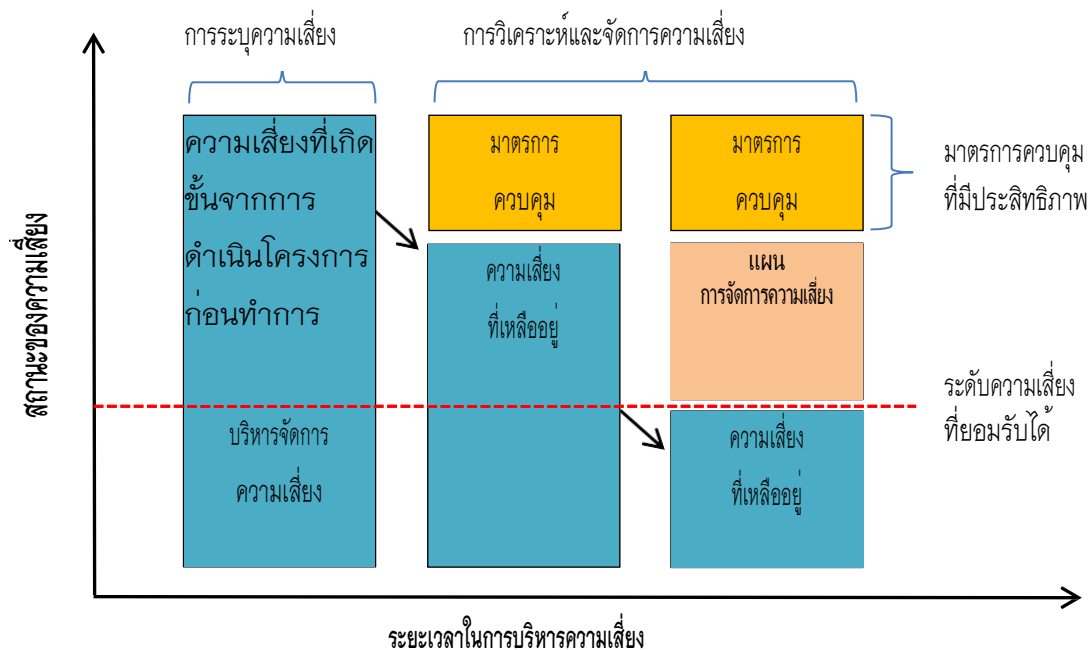 การระบุความเสี่ยง
การวิเคราะห์และจัดการความเสี่ยง
ความเสี่ยงที่เกิด
ขั้นจากการ
ดำเนินโครงการ
ก่อนทำการ
บริหารจัดการ
ความเสี่ยง
มาตรการ
ควบคุม
ความเสี่ยง
ที่เหลืออยู่
มาตรการ
ควบคุม
แผน
การจัดการความเสี่ยง
ความเสี่ยง
ที่เหลืออยู่
มาตรการควบคุม
ที่มีประสิทธิภาพ
ระดับความเสี่ยง
ที่ยอมรับได้
สถานะของความเสี่ยง
ระยะเวลาในการบริหารความเสี่ยง